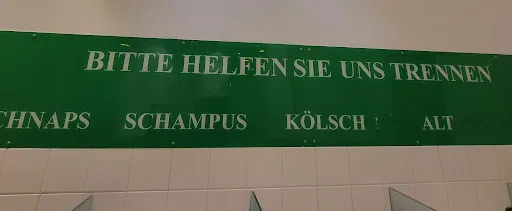 BITTE HELFEN SIE UNS TRENNEN
CHNAPS SCHAMPUS KÖLSCH ALT